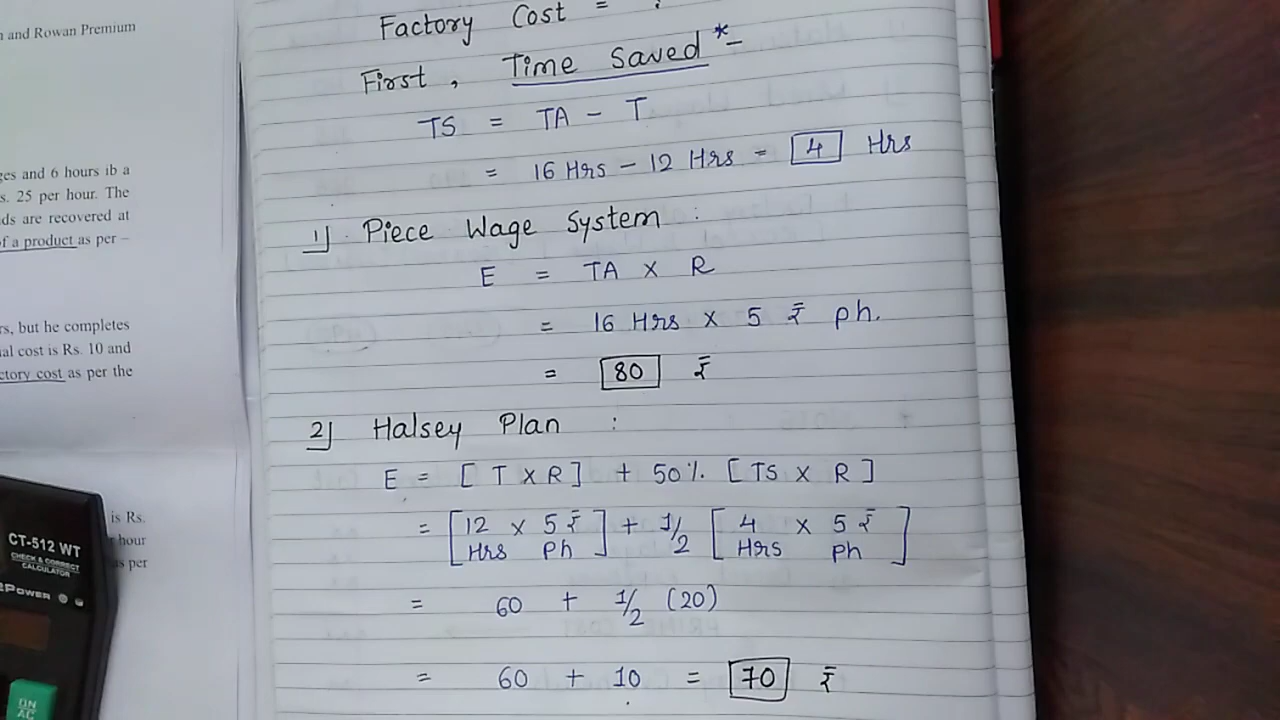 n and Rowan Premium
ges and 6 hours ib a
s. 25 per hour. The
ds are recovered at
of a product as per –
rs, but he completes
ial cost is Rs. 10 and
ctory cost as per the
is Rs.
hour
as per
CT-512 WT
CHECK & CORRECT
CALCULATOR
POWER
ON
AC
Factory Cost = ?
First, Time Saved *-
TS = TA - T
= 16 Hrs - 12 Hrs = 4 Hrs
1) Piece Wage System :
E = TA X R
= 16 Hrs X 5 ₹ ph.
= 80 ₹
2) Halsey Plan :
E = [ T X R ] + 50%. [ TS X R ]
= [ 12 Hrs X 5 ₹ Ph ] + 1/2 [ 4 Hrs X 5 ₹ Ph ]
= 60 + 1/2 (20)
= 60 + 10 = 70 ₹